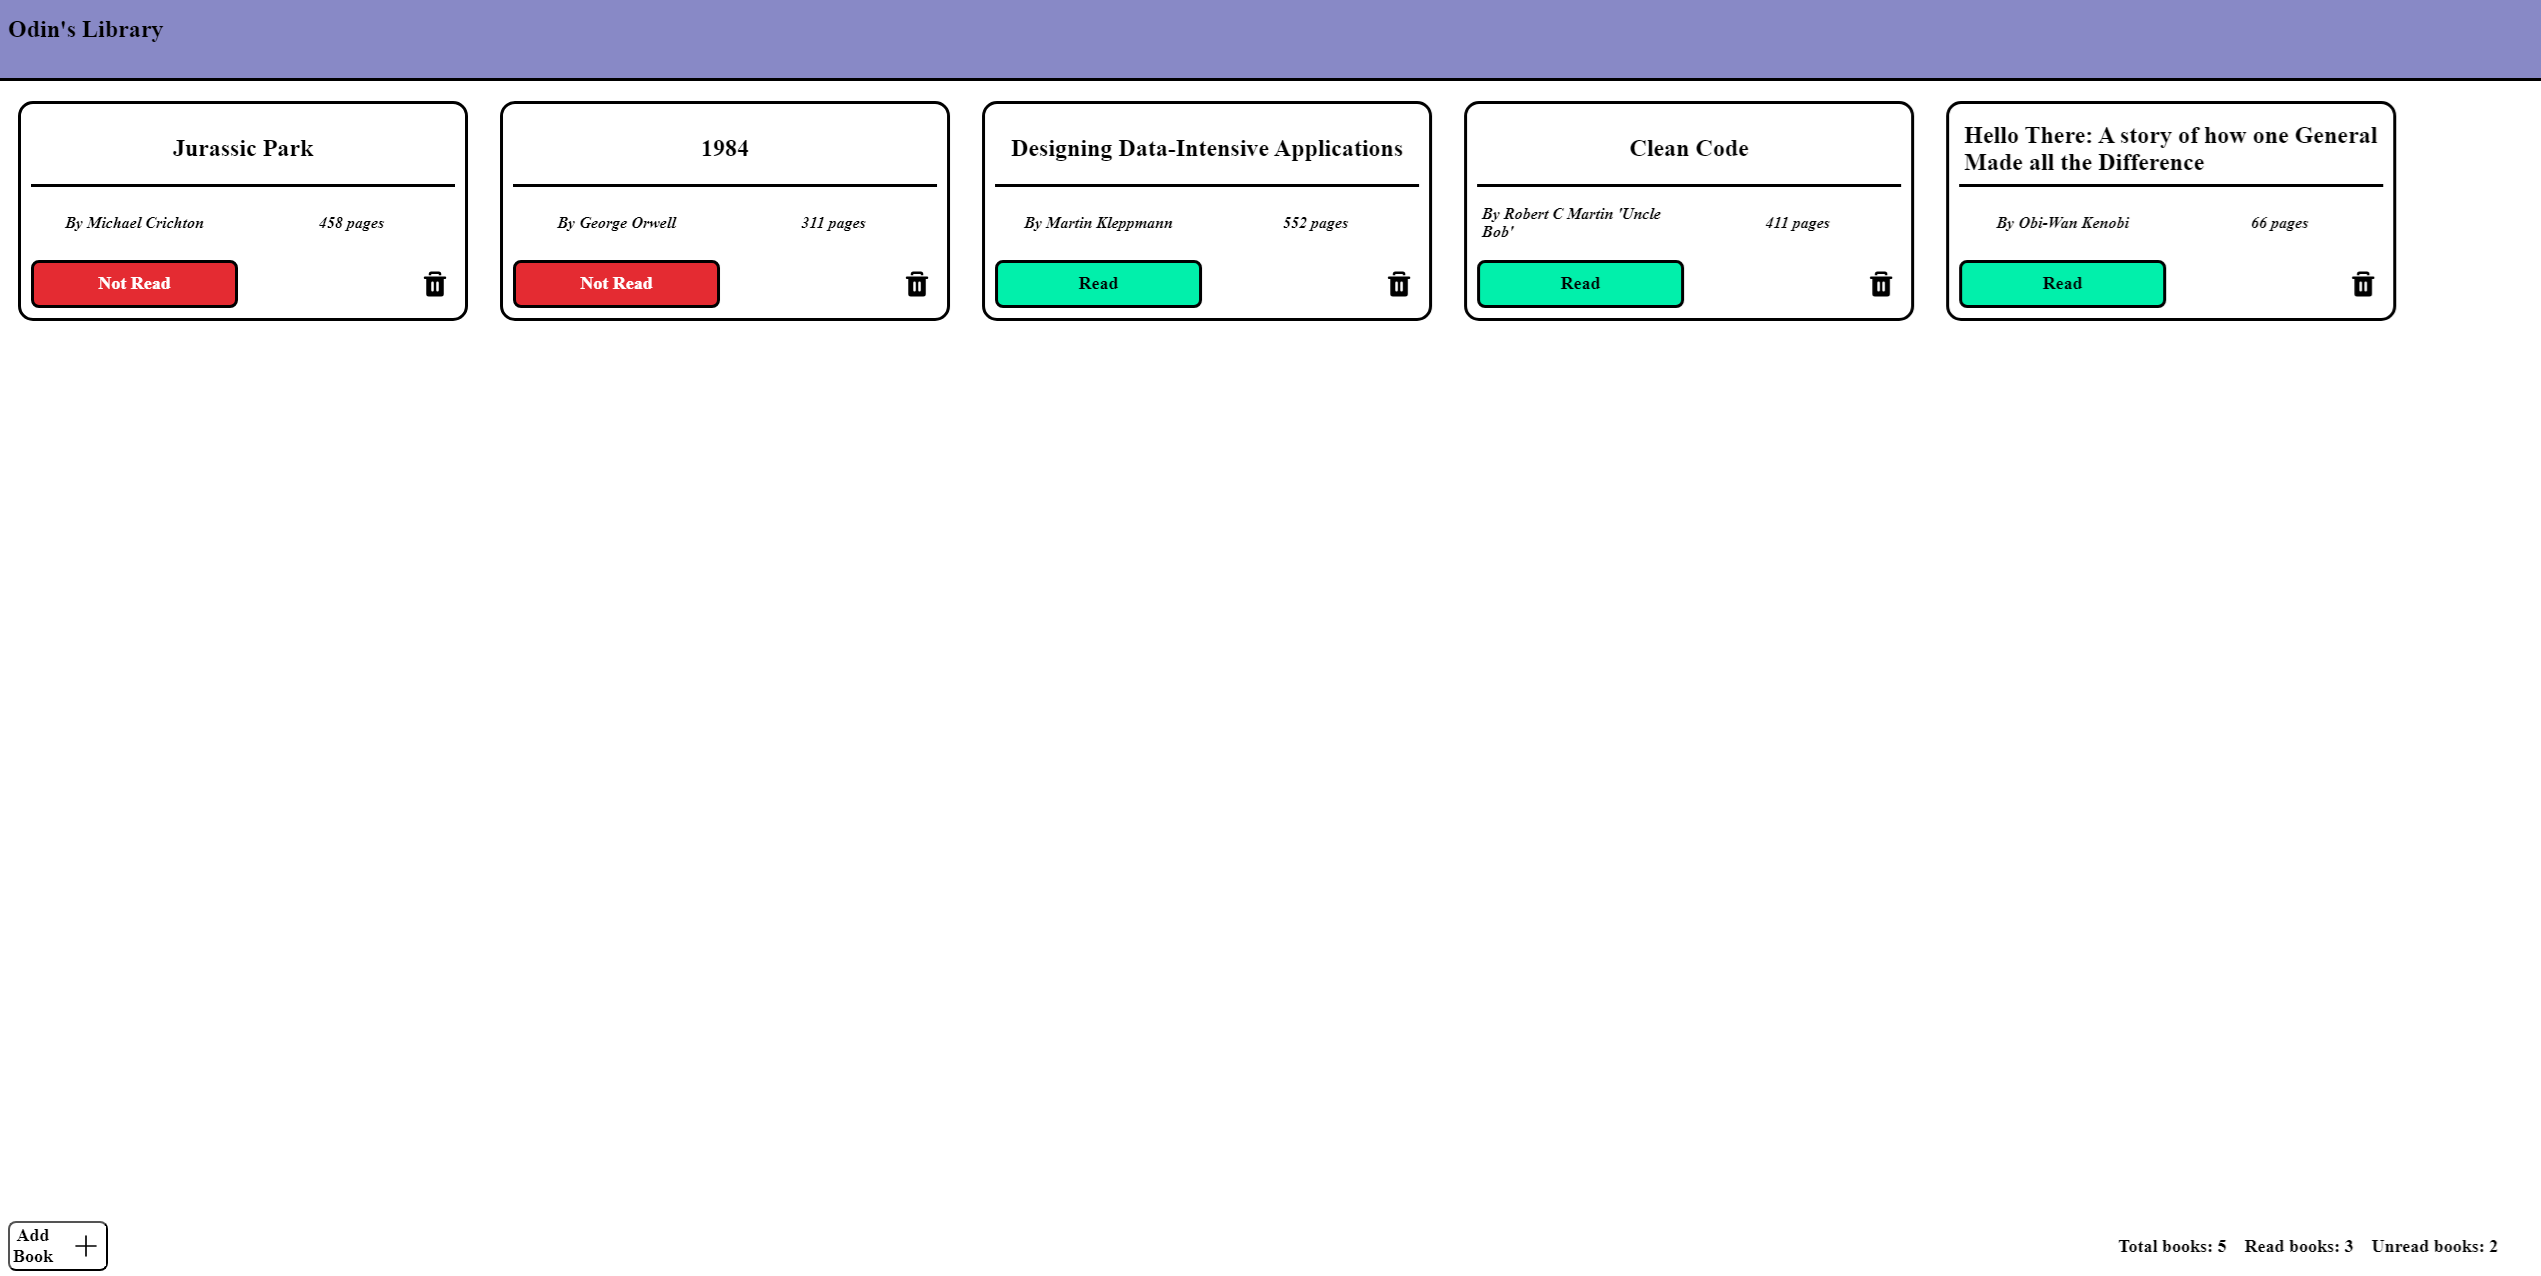 Odin's Library
Jurassic Park
By Michael Crichton
458 pages
Not Read
1984
By George Orwell
311 pages
Not Read
Designing Data-Intensive Applications
By Martin Kleppmann
552 pages
Read
Clean Code
By Robert C Martin 'Uncle
Bob'
411 pages
Read
Hello There: A story of how one General
Made all the Difference
By Obi-Wan Kenobi
66 pages
Read
Add
Book
Total books: 5
Read books: 3
Unread books: 2